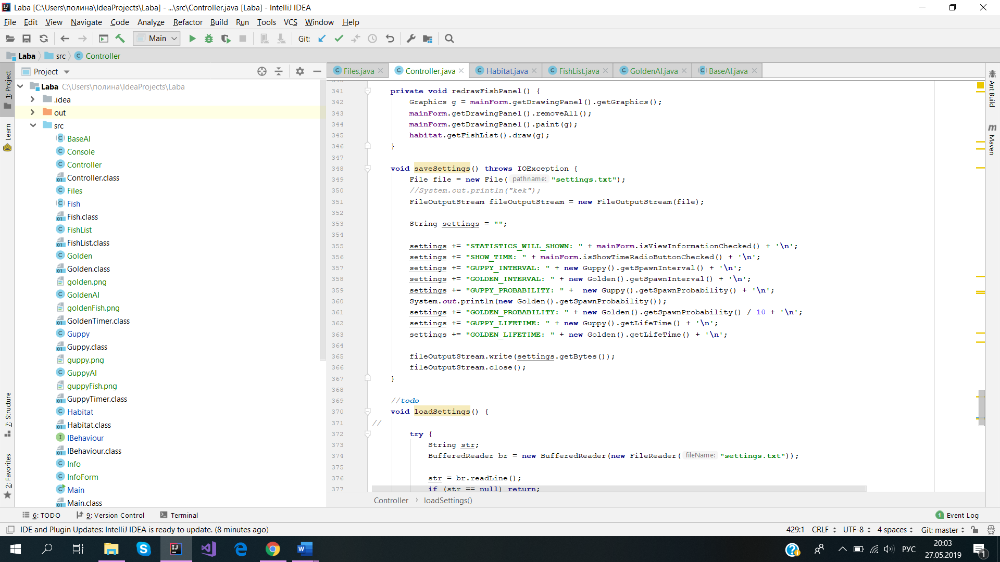 Laba [C:\Users\полина\IdeaProjects\Laba] - ...\src\Controller.java [Laba] - IntelliJ IDEA
File Edit View Navigate Code Analyze Refactor Build Run Tools VCS Window Help
Main Git:
Laba src Controller
1: Project
Learn
7: Structure
2: Favorites
Project
Laba C:\Users\полина\IdeaProjects\Laba
.idea
out
src
BaseAI
Console
Controller
Controller.class
Files
Fish
Fish.class
FishList
FishList.class
Golden
Golden.class
golden.png
GoldenAI
goldenFish.png
GoldenTimer.class
Guppy
Guppy.class
guppy.png
GuppyAI
guppyFish.png
GuppyTimer.class
Habitat
Habitat.class
IBehaviour
IBehaviour.class
Info
InfoForm
Main
Main.class
Files.java Controller.java Habitat.java FishList.java GoldenAI.java BaseAI.java
341 private void redrawFishPanel() {
342 Graphics g = mainForm.getDrawingPanel().getGraphics();
343 mainForm.getDrawingPanel().removeAll();
344 mainForm.getDrawingPanel().paint(g);
345 habitat.getFishList().draw(g);
346 }
347
348 void saveSettings() throws IOException {
349 File file = new File( pathname: "settings.txt");
350 //System.out.println("kek");
351 FileOutputStream fileOutputStream = new FileOutputStream(file);
352
353 String settings = "";
354
355 settings += "STATISTICS_WILL_SHOWN: " + mainForm.isViewInformationChecked() + '\n';
356 settings += "SHOW_TIME: " + mainForm.isShowTimeRadioButtonChecked() + '\n';
357 settings += "GUPPY_INTERVAL: " + new Guppy().getSpawnInterval() + '\n';
358 settings += "GOLDEN_INTERVAL: " + new Golden().getSpawnInterval() + '\n';
359 settings += "GUPPY_PROBABILITY: " +  new Guppy().getSpawnProbability() + '\n';
360 System.out.println(new Golden().getSpawnProbability());
361 settings += "GOLDEN_PROBABILITY: " + new Golden().getSpawnProbability() / 10 + '\n';
362 settings += "GUPPY_LIFETIME: " + new Guppy().getLifeTime() + '\n';
363 settings += "GOLDEN_LIFETIME: " + new Golden().getLifeTime() + '\n';
364
365 fileOutputStream.write(settings.getBytes());
366 fileOutputStream.close();
367 }
368
369 //todo
370 void loadSettings() {
371 //
372 try {
373 String str;
374 BufferedReader br = new BufferedReader(new FileReader( fileName: "settings.txt"));
375
376 str = br.readLine();
377 if (str == null) return;
Controller › loadSettings()
Ant Build
m Maven
6: TODO 9: Version Control Terminal 1 Event Log
IDE and Plugin Updates: IntelliJ IDEA is ready to update. (8 minutes ago) 429:1 CRLF UTF-8 4 spaces Git: master
РУС 20:03
27.05.2019
1